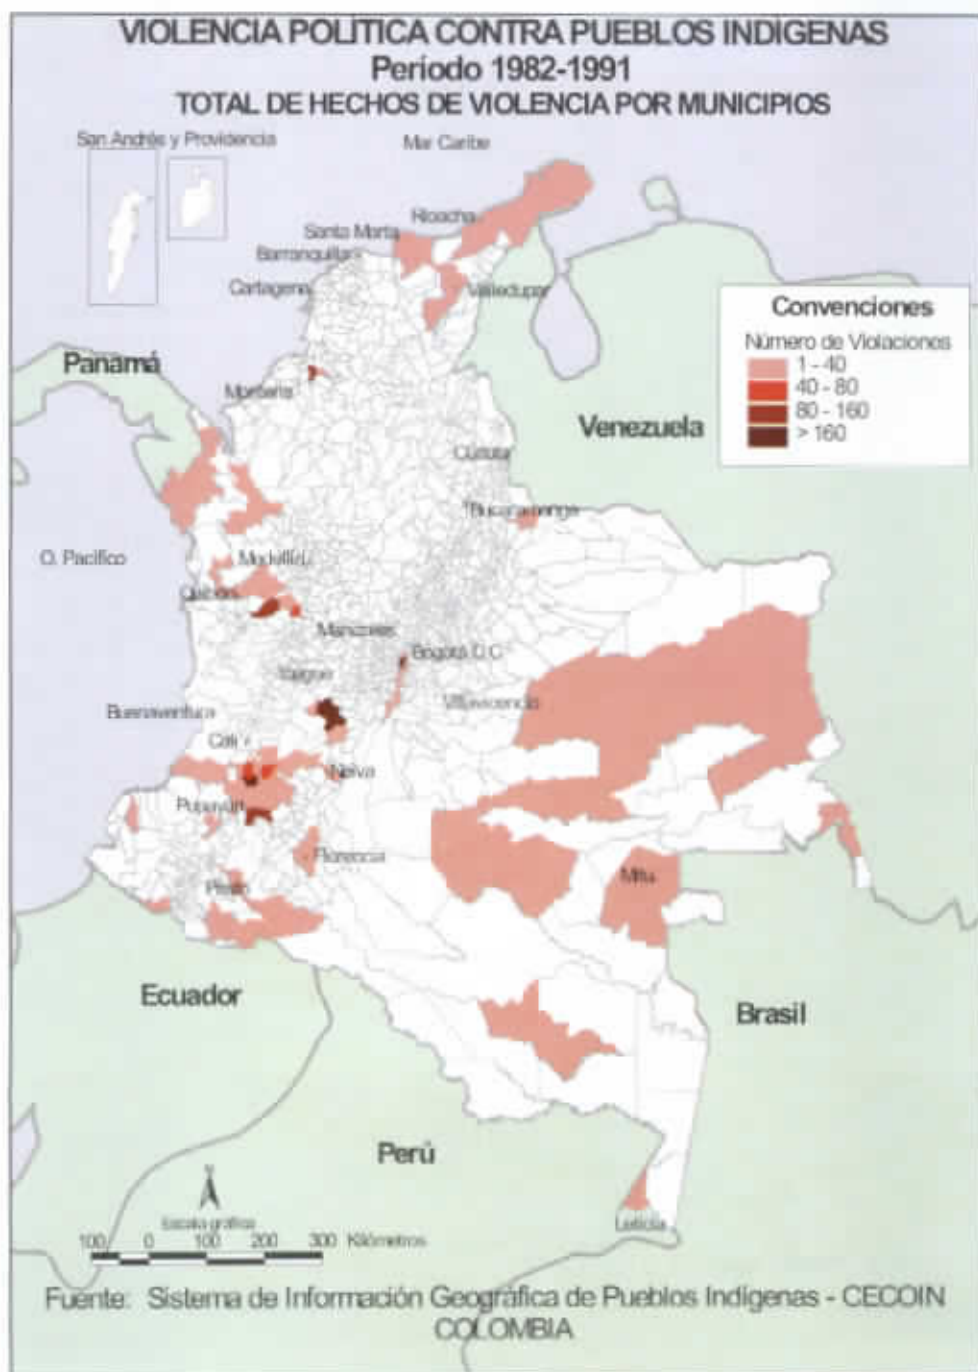 VIOLENCIA POLÍTICA CONTRA PUEBLOS INDIGENAS
Período 1982-1991
TOTAL DE HECHOS DE VIOLENCIA POR MUNICIPIOS
San Andrés y Providencia
Mar Caribe
Riohacha
Santa Marta
Barranquilla
Cartagena
Valledupar
Convenciones
Número de Violaciones
1 - 40
40 - 80
80 - 160
> 160
Panamá
Montería
Venezuela
Cúcuta
Bucaramanga
O. Pacífico
Medellín
Quibdó
Manizales
Bogotá D.C
Ibague
Villavicencio
Buenaventura
Cali
Neiva
Popayán
Florencia
Mitu
Pasto
Ecuador
Brasil
Perú
N
Escala gráfica
100 0 100 200 300 Kilómetros
Leticia
Fuente: Sistema de Información Geográfica de Pueblos Indígenas - CECOIN
COLOMBIA